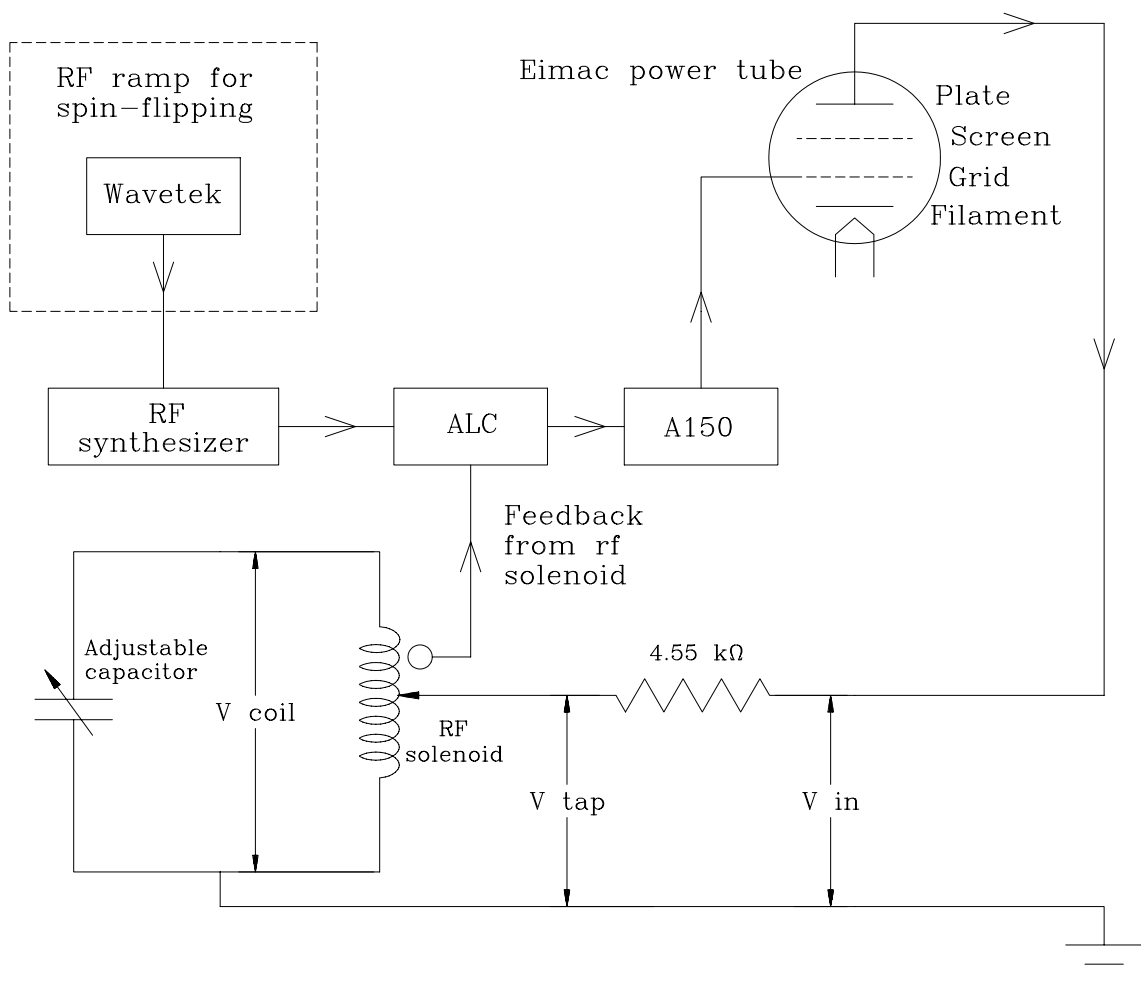 RF ramp for
spin-flipping
Wavetek
Eimac power tube
Plate
Screen
Grid
Filament
RF
synthesizer
ALC
A150
Feedback
from rf
solenoid
Adjustable
capacitor
V coil
RF
solenoid
4.55 kΩ
V tap
V in